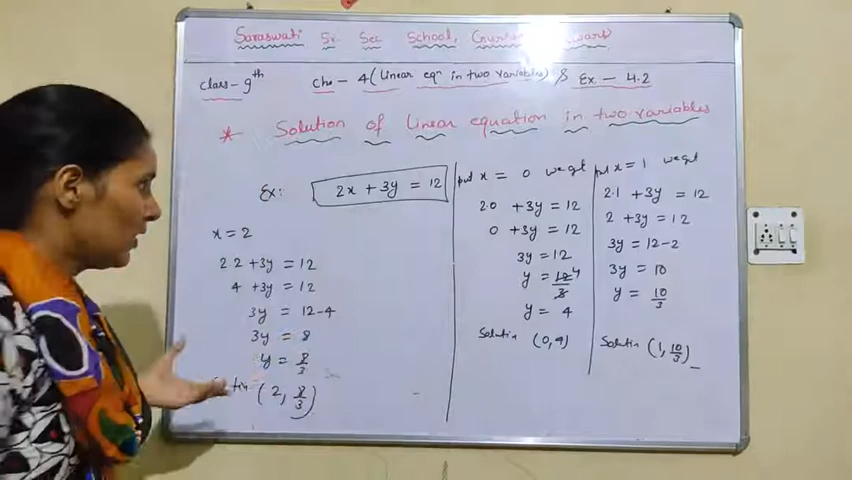 Saraswati Sr. Sec School,
Class-9th Ch:- 4 (Linear eqn in two variables) & Ex.- 4.2
* Solution of linear equation in two variables
Ex: 2x + 3y = 12
x = 2
2.2 + 3y = 12
4 + 3y = 12
3y = 12-4
3y = 8
y = 8/3
(2, 8/3)
put x = 0 we get
2.0 + 3y = 12
0 + 3y = 12
3y = 12
y = 12/3 4
y = 4
Solutin (0,4)
put x = 1 we get
2.1 + 3y = 12
2 + 3y = 12
3y = 12-2
3y = 10
y = 10/3
Solutin (1, 10/3)